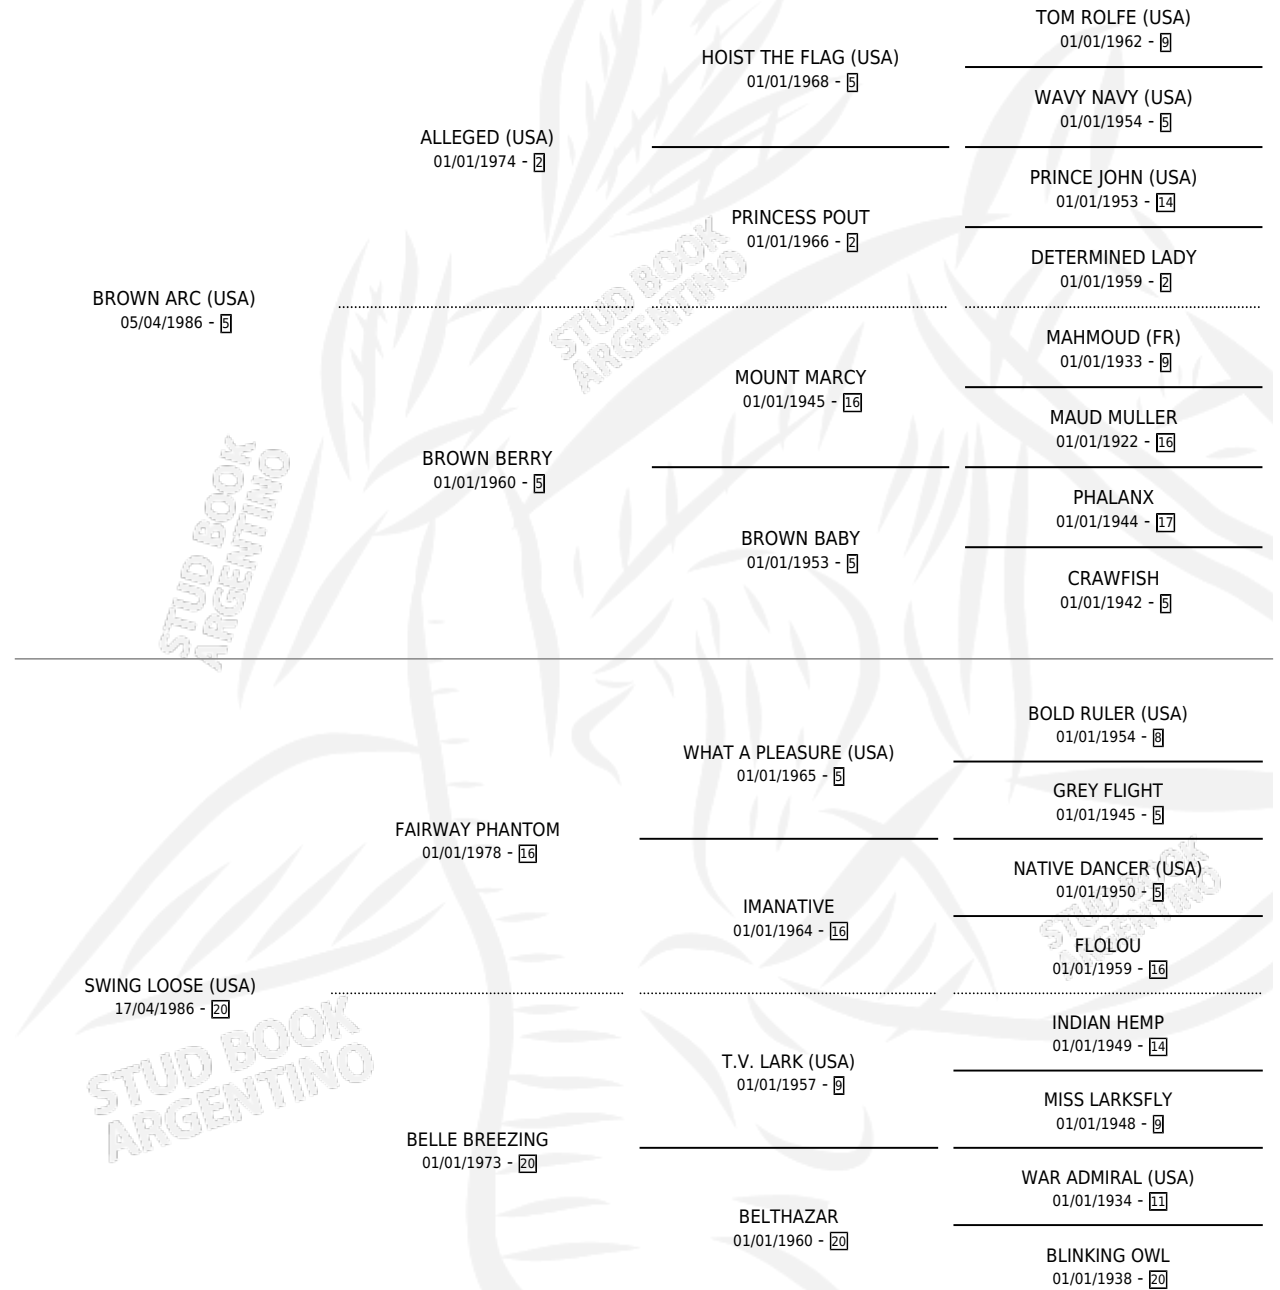 TOM ROLFE (USA)
01/01/1962 - 9
HOIST THE FLAG (USA)
01/01/1968 - 5
WAVY NAVY (USA)
01/01/1954 - 5
ALLEGED (USA)
01/01/1974 - 2
PRINCE JOHN (USA)
01/01/1953 - 14
PRINCESS POUT
01/01/1966 - 2
DETERMINED LADY
01/01/1959 - 2
BROWN ARC (USA)
05/04/1986 - 5
MAHMOUD (FR)
01/01/1933 - 9
MOUNT MARCY
01/01/1945 - 16
MAUD MULLER
01/01/1922 - 16
BROWN BERRY
01/01/1960 - 5
PHALANX
01/01/1944 - 17
BROWN BABY
01/01/1953 - 5
CRAWFISH
01/01/1942 - 5
STUD BOOK
ARGENTINO
STUD BOOK
ARGENTINO
BOLD RULER (USA)
01/01/1954 - 8
WHAT A PLEASURE (USA)
01/01/1965 - 5
GREY FLIGHT
01/01/1945 - 5
FAIRWAY PHANTOM
01/01/1978 - 16
NATIVE DANCER (USA)
01/01/1950 - 5
IMANATIVE
01/01/1964 - 16
FLOLOU
01/01/1959 - 16
SWING LOOSE (USA)
17/04/1986 - 20
INDIAN HEMP
01/01/1949 - 14
T.V. LARK (USA)
01/01/1957 - 9
MISS LARKSFLY
01/01/1948 - 9
BELLE BREEZING
01/01/1973 - 20
WAR ADMIRAL (USA)
01/01/1934 - 11
BELTHAZAR
01/01/1960 - 20
BLINKING OWL
01/01/1938 - 20
STUD BOOK
ARGENTINO
STUD BOOK
ARGENTINO